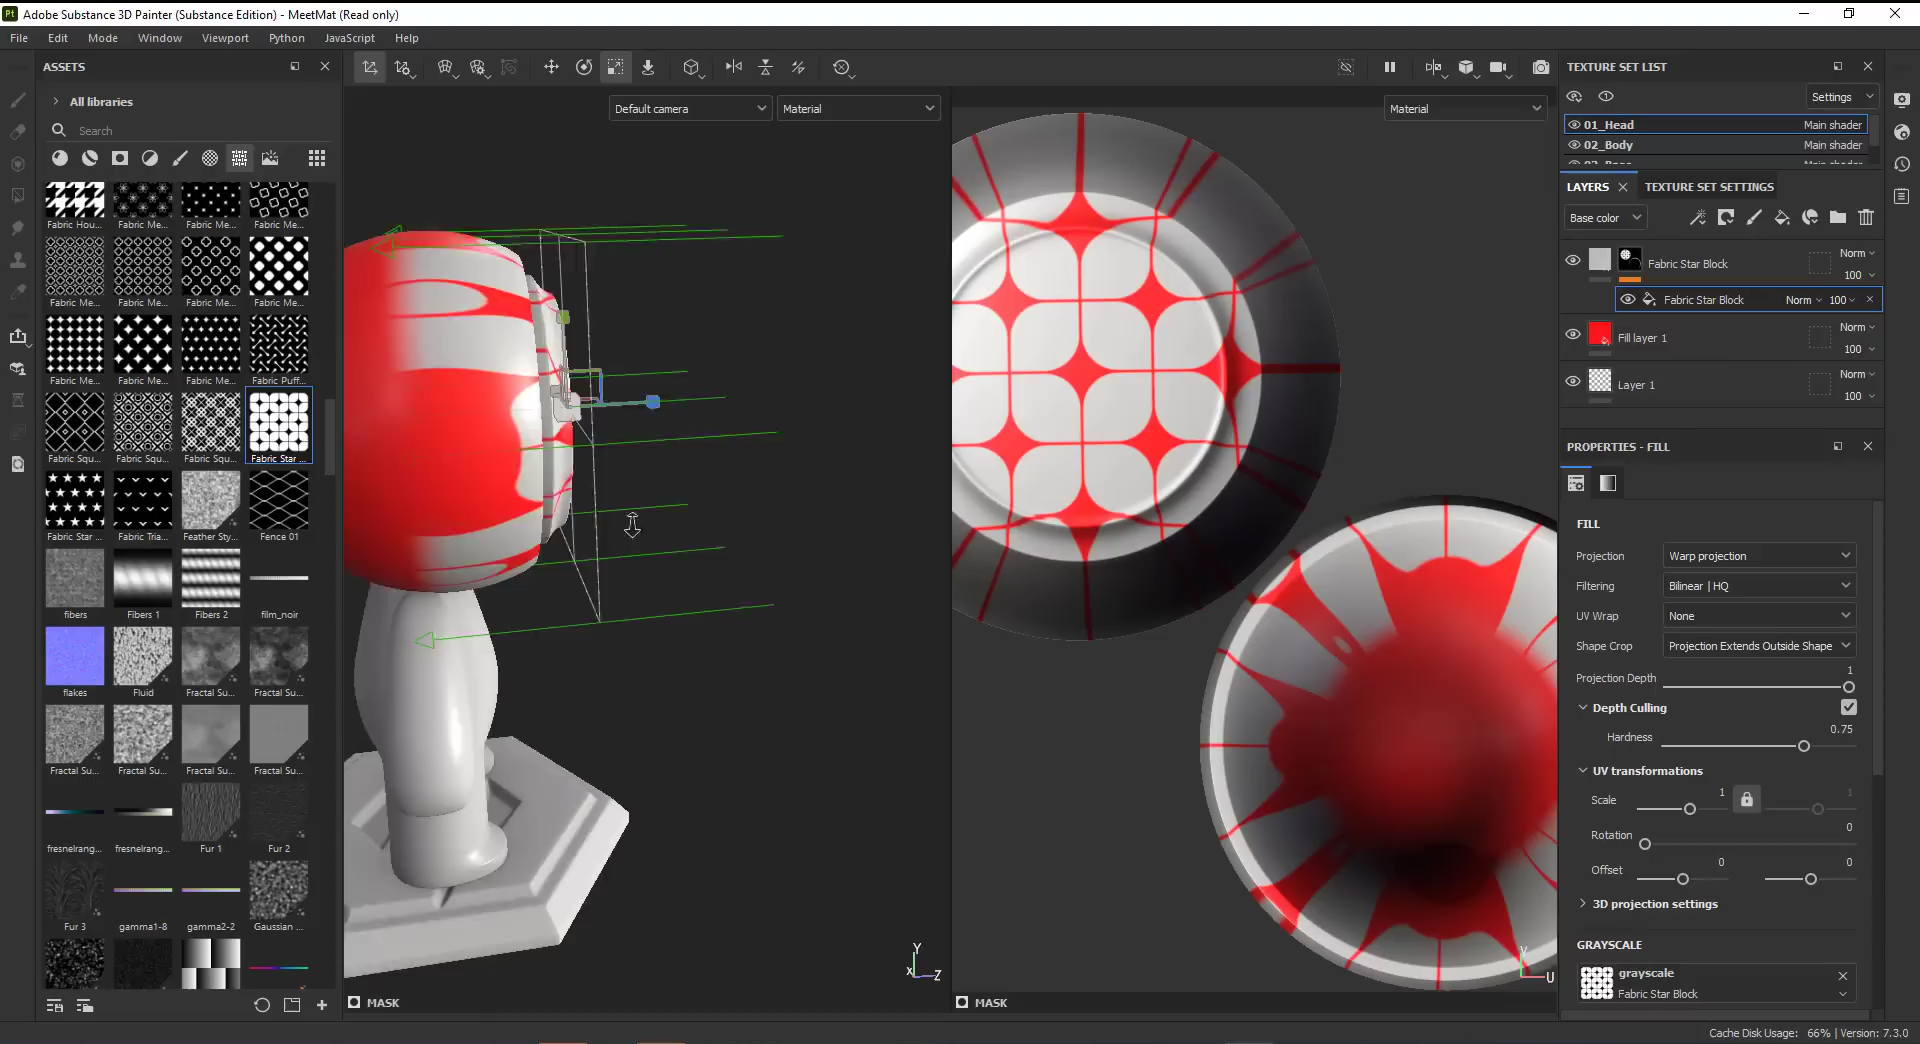 Pt Adobe Substance 3D Painter (Substance Edition) - MeetMat (Read only)
File Edit Mode Window Viewport Python JavaScript Help
ASSETS
All libraries
Search
Fabric Hou... Fabric Me... Fabric Me... Fabric Me...
Fabric Me... Fabric Me... Fabric Me... Fabric Me...
Fabric Me... Fabric Me... Fabric Me... Fabric Puff...
Fabric Squ... Fabric Squ... Fabric Squ... Fabric Star ...
Fabric Star ... Fabric Tria... Feather Sty... Fence 01
fibers Fibers 1 Fibers 2 film_noir
flakes Fluid Fractal Su... Fractal Su...
Fractal Su... Fractal Su... Fractal Su... Fractal Su...
fresnelrang... fresnelrang... Fur 1 Fur 2
Fur 3 gamma1-8 gamma2-2 Gaussian ...
Default camera Material
Y
X Z
MASK
Material
V
U
MASK
TEXTURE SET LIST
Settings
01_Head Main shader
02_Body Main shader
LAYERS TEXTURE SET SETTINGS
Base color
Fabric Star Block Norm
100
Fabric Star Block Norm 100
Fill layer 1 Norm
100
Layer 1 Norm
100
PROPERTIES - FILL
FILL
Projection Warp projection
Filtering Bilinear | HQ
UV Wrap None
Shape Crop Projection Extends Outside Shape
Projection Depth 1
Depth Culling
Hardness 0.75
UV transformations
Scale 1 1
Rotation 0
Offset 0 0
3D projection settings
GRAYSCALE
grayscale
Fabric Star Block
Cache Disk Usage: 66% | Version: 7.3.0